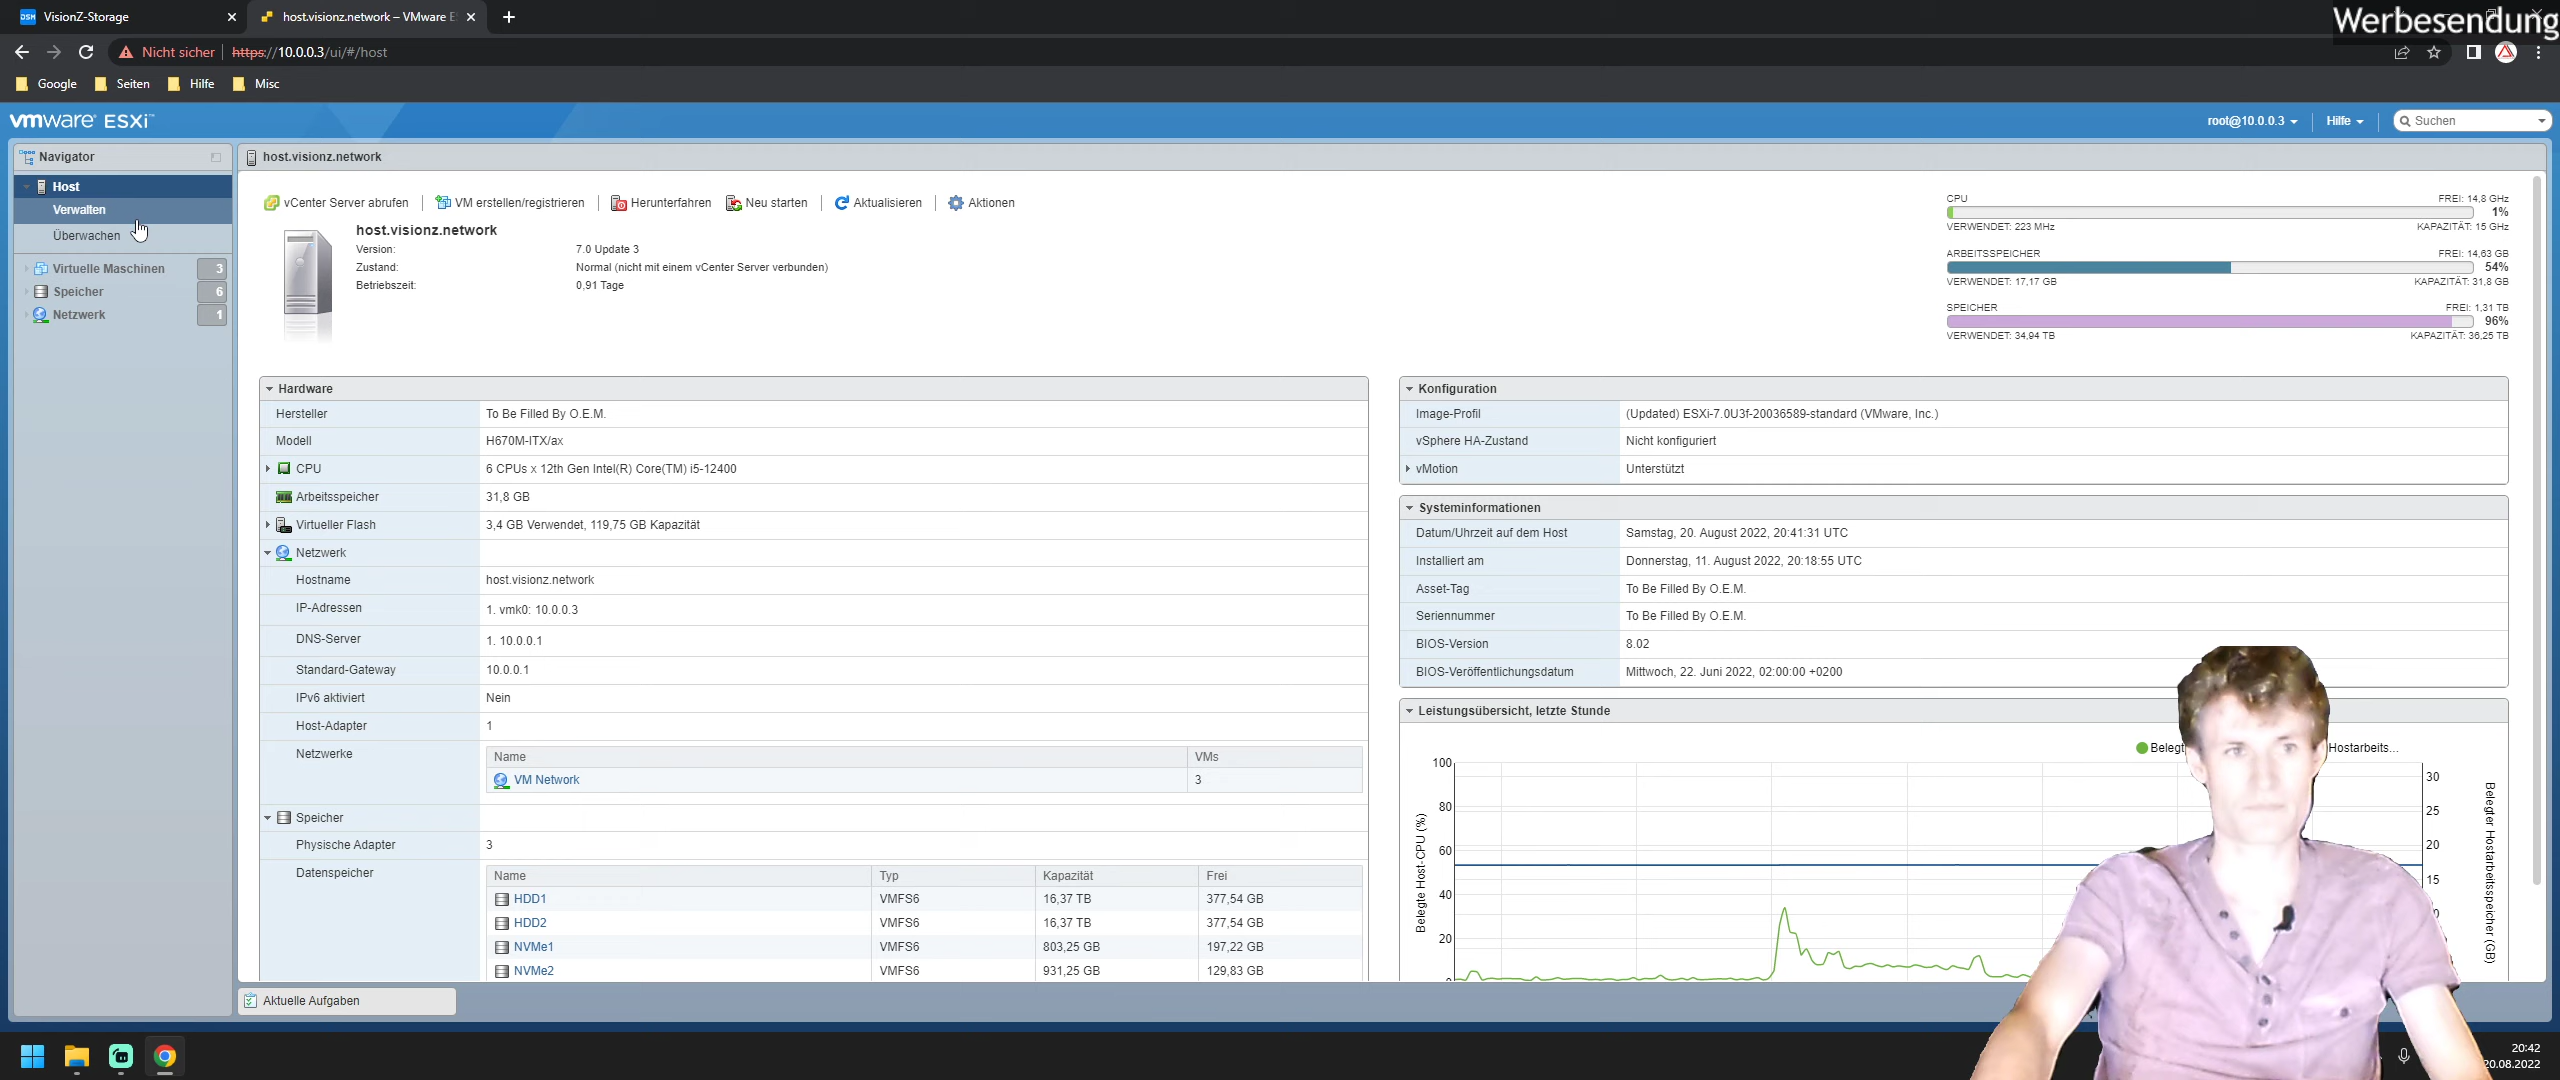 VisionZ-Storage
host.visionz.network – VMware E
Werbesendung
Nicht sicher
https://10.0.0.3/ui/#/host
Google
Seiten
Hilfe
Misc
vmware ESXi
root@10.0.0.3
Hilfe
Suchen
Navigator
Host
Verwalten
Überwachen
Virtuelle Maschinen 3
Speicher 6
Netzwerk 1
host.visionz.network
vCenter Server abrufen
VM erstellen/registrieren
Herunterfahren
Neu starten
Aktualisieren
Aktionen
host.visionz.network
Version: 7.0 Update 3
Zustand: Normal (nicht mit einem vCenter Server verbunden)
Betriebszeit: 0,91 Tage
CPU FREI: 14,8 GHz
1%
VERWENDET: 223 MHz KAPAZITÄT: 15 GHz
ARBEITSSPEICHER FREI: 14,63 GB
54%
VERWENDET: 17,17 GB KAPAZITÄT: 31,8 GB
SPEICHER FREI: 1,31 TB
96%
VERWENDET: 34,94 TB KAPAZITÄT: 36,25 TB
Hardware
Hersteller To Be Filled By O.E.M.
Modell H670M-ITX/ax
CPU 6 CPUs x 12th Gen Intel(R) Core(TM) i5-12400
Arbeitsspeicher 31,8 GB
Virtueller Flash 3,4 GB Verwendet, 119,75 GB Kapazität
Netzwerk
Hostname host.visionz.network
IP-Adressen 1. vmk0: 10.0.0.3
DNS-Server 1. 10.0.0.1
Standard-Gateway 10.0.0.1
IPv6 aktiviert Nein
Host-Adapter 1
Netzwerke
Name VMs
VM Network 3
Speicher
Physische Adapter 3
Datenspeicher
Name Typ Kapazität Frei
HDD1 VMFS6 16,37 TB 377,54 GB
HDD2 VMFS6 16,37 TB 377,54 GB
NVMe1 VMFS6 803,25 GB 197,22 GB
NVMe2 VMFS6 931,25 GB 129,83 GB
Konfiguration
Image-Profil (Updated) ESXi-7.0U3f-20036589-standard (VMware, Inc.)
vSphere HA-Zustand Nicht konfiguriert
vMotion Unterstützt
Systeminformationen
Datum/Uhrzeit auf dem Host Samstag, 20. August 2022, 20:41:31 UTC
Installiert am Donnerstag, 11. August 2022, 20:18:55 UTC
Asset-Tag To Be Filled By O.E.M.
Seriennummer To Be Filled By O.E.M.
BIOS-Version 8.02
BIOS-Veröffentlichungsdatum Mittwoch, 22. Juni 2022, 02:00:00 +0200
Leistungsübersicht, letzte Stunde
Belegt
Hostarbeits...
100
80
60
40
20
Belegte Host-CPU (%)
30
25
20
15
Belegter Hostarbeitsspeicher (GB)
Aktuelle Aufgaben
20:42
20.08.2022